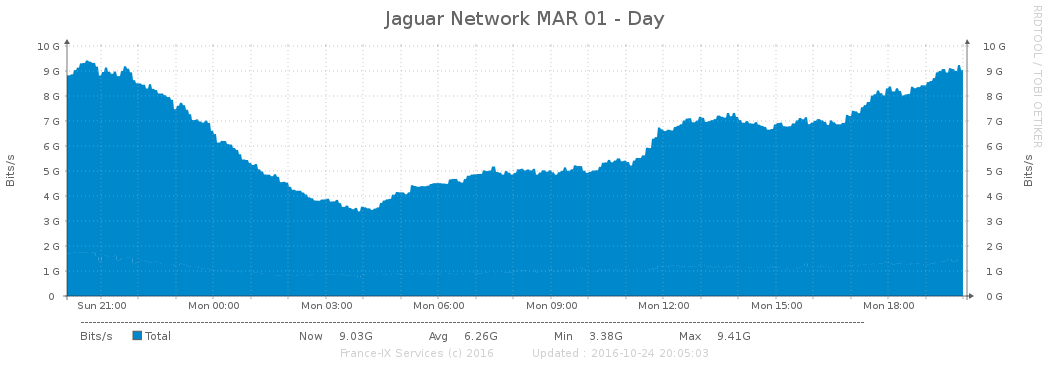 Jaguar Network MAR 01 - Day
RRDTOOL / TOBI OETIKER
Bits/s
10 G 10 G
9 G 9 G
8 G 8 G
7 G 7 G
6 G 6 G
5 G 5 G
4 G 4 G
3 G 3 G
2 G 2 G
1 G 1 G
0 0 G
Bits/s
Sun 21:00 Mon 00:00 Mon 03:00 Mon 06:00 Mon 09:00 Mon 12:00 Mon 15:00 Mon 18:00
Bits/s Total Now 9.03G Avg 6.26G Min 3.38G Max 9.41G
France-IX Services (c) 2016 Updated : 2016-10-24 20:05:03